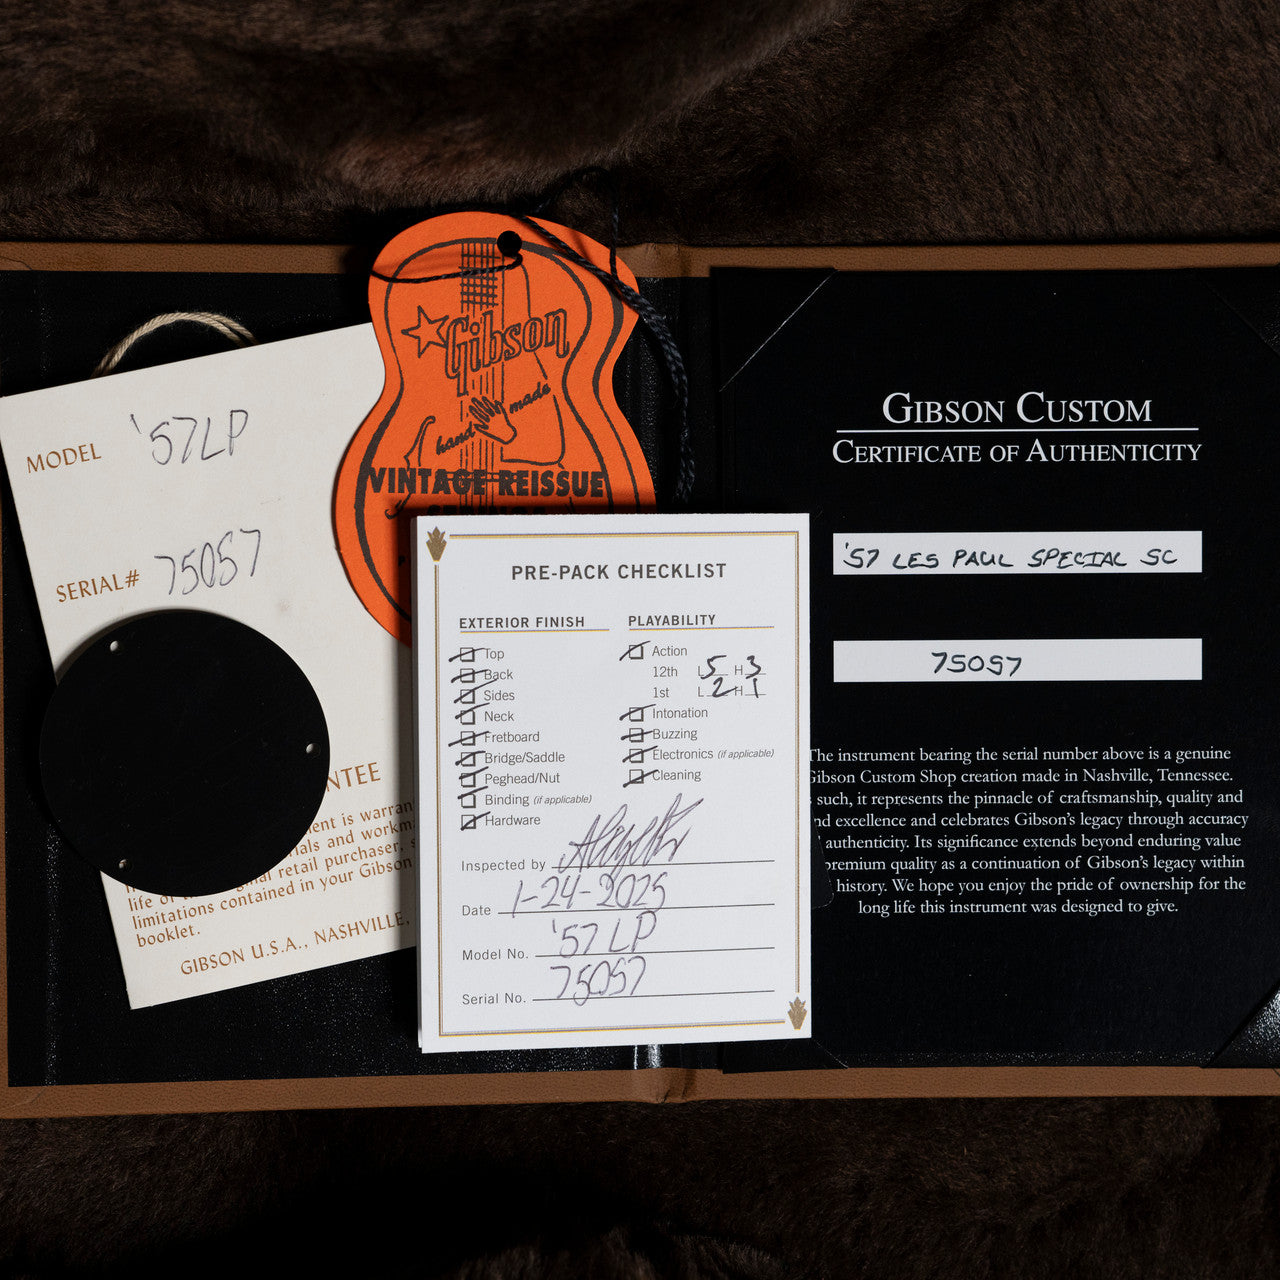 MODEL '57LP
SERIAL# 75057
NTEE
ent is warran
ials and workm
retail purchaser.
life
limitations contained in your Gibson
booklet.
GIBSON U.S.A., NASHVILLE,
Gibson
hand made
VINTAGE REISSUE
PRE-PACK CHECKLIST
EXTERIOR FINISH
Top
Back
Sides
Neck
Fretboard
Bridge/Saddle
Peghead/Nut
Binding (if applicable)
Hardware
PLAYABILITY
Action
12th L 5 H 3
1st L 2 H 1
Intonation
Buzzing
Electronics (if applicable)
Cleaning
Inspected by
Date 1-24-2025
Model No. '57 LP
Serial No. 75057
GIBSON CUSTOM
CERTIFICATE OF AUTHENTICITY
'57 LES PAUL SPECIAL SC
75057
The instrument bearing the serial number above is a genuine
Gibson Custom Shop creation made in Nashville, Tennessee.
such, it represents the pinnacle of craftsmanship, quality and
nd excellence and celebrates Gibson's legacy through accuracy
authenticity. Its significance extends beyond enduring value
premium quality as a continuation of Gibson's legacy within
history. We hope you enjoy the pride of ownership for the
long life this instrument was designed to give.